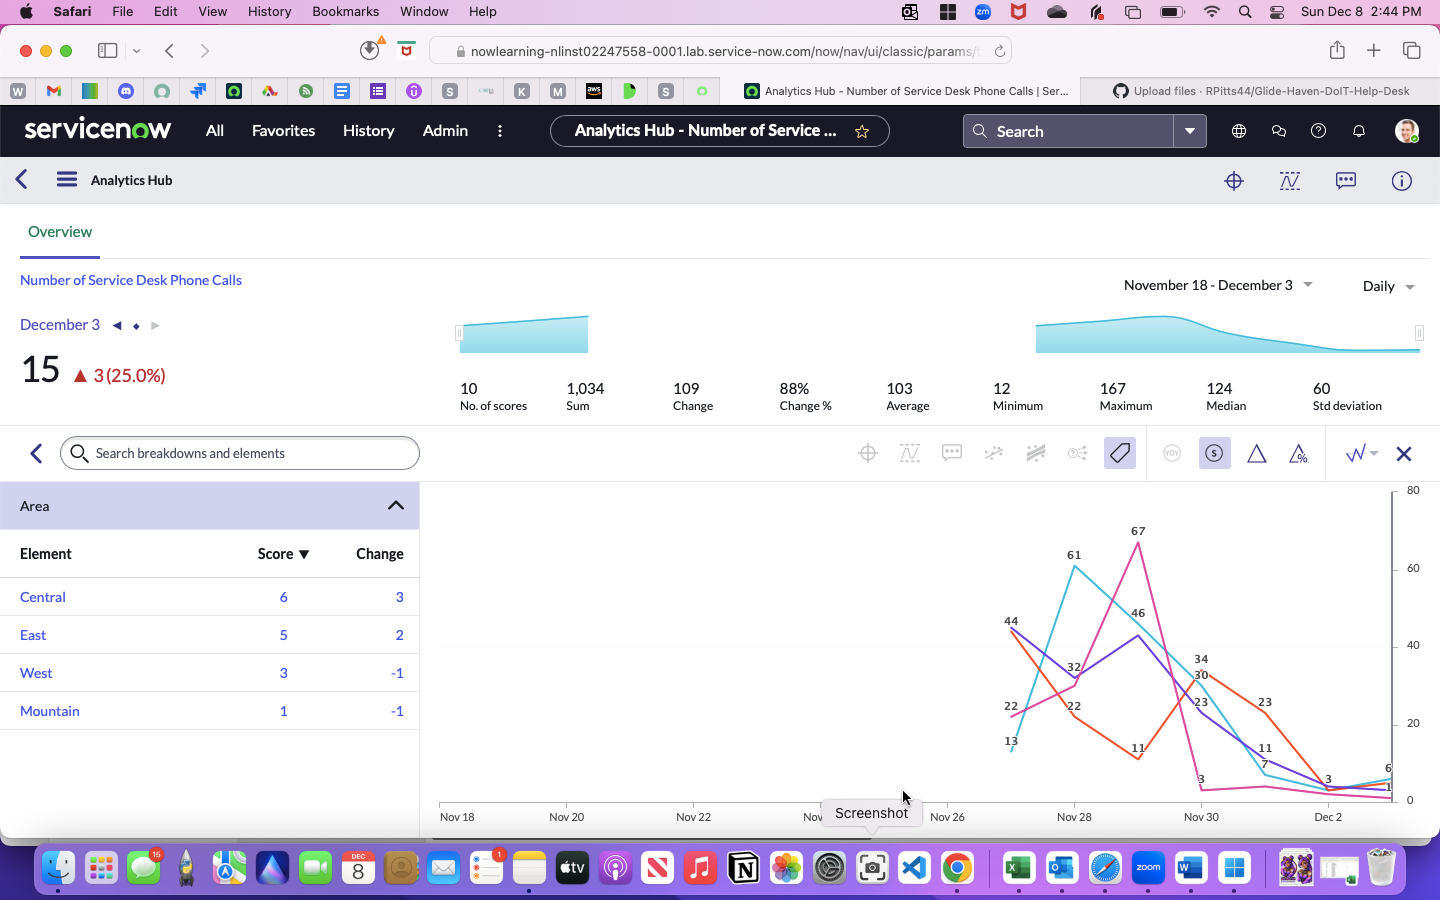 Safari File Edit View History Bookmarks Window Help
zm
Sun Dec 8 2:44 PM
nowlearning-nlinst02247558-0001.lab.service-now.com/now/nav/ui/classic/params/
W
S
K
M
aws
S
Analytics Hub - Number of Service Desk Phone Calls | Ser...
Upload files · RPitts44/Glide-Haven-DoIT-Help-Desk
servicenow
All Favorites History Admin
Analytics Hub - Number of Service ...
Search
Analytics Hub
Overview
Number of Service Desk Phone Calls
November 18 - December 3
Daily
December 3
15 ▲ 3 (25.0%)
10 1,034 109 88% 103 12 167 124 60
No. of scores Sum Change Change % Average Minimum Maximum Median Std deviation
Search breakdowns and elements
YOY
S
%
Area
Element Score ▼ Change
Central 6 3
East 5 2
West 3 -1
Mountain 1 -1
80
67
61
60
46
44
40
34
32
30
22
22
23
23
20
13
11
11
7
3
3
6
1
0
Nov 18 Nov 20 Nov 22 Nov Nov 26 Nov 28 Nov 30 Dec 2
Screenshot
15
DEC
8
1
tv
zoom